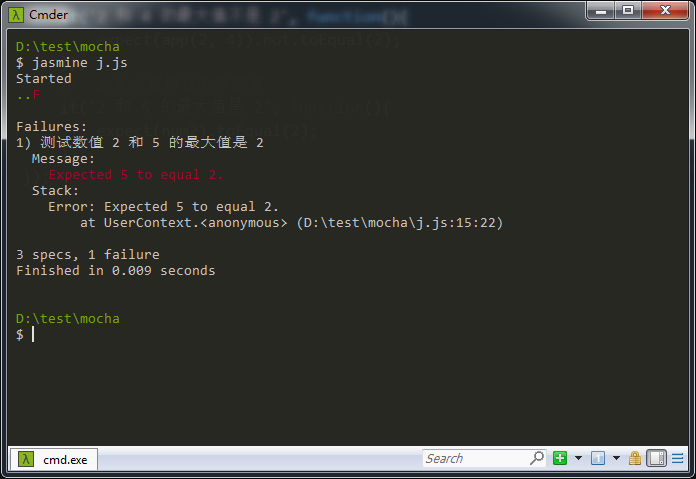 Cmder
D:\test\mocha
$ jasmine j.js
Started
..F
Failures:
1) 测试数值 2 和 5 的最大值是 2
Message:
Expected 5 to equal 2.
Stack:
Error: Expected 5 to equal 2.
at UserContext.<anonymous> (D:\test\mocha\j.js:15:22)
3 specs, 1 failure
Finished in 0.009 seconds
D:\test\mocha
$
λ cmd.exe
Search